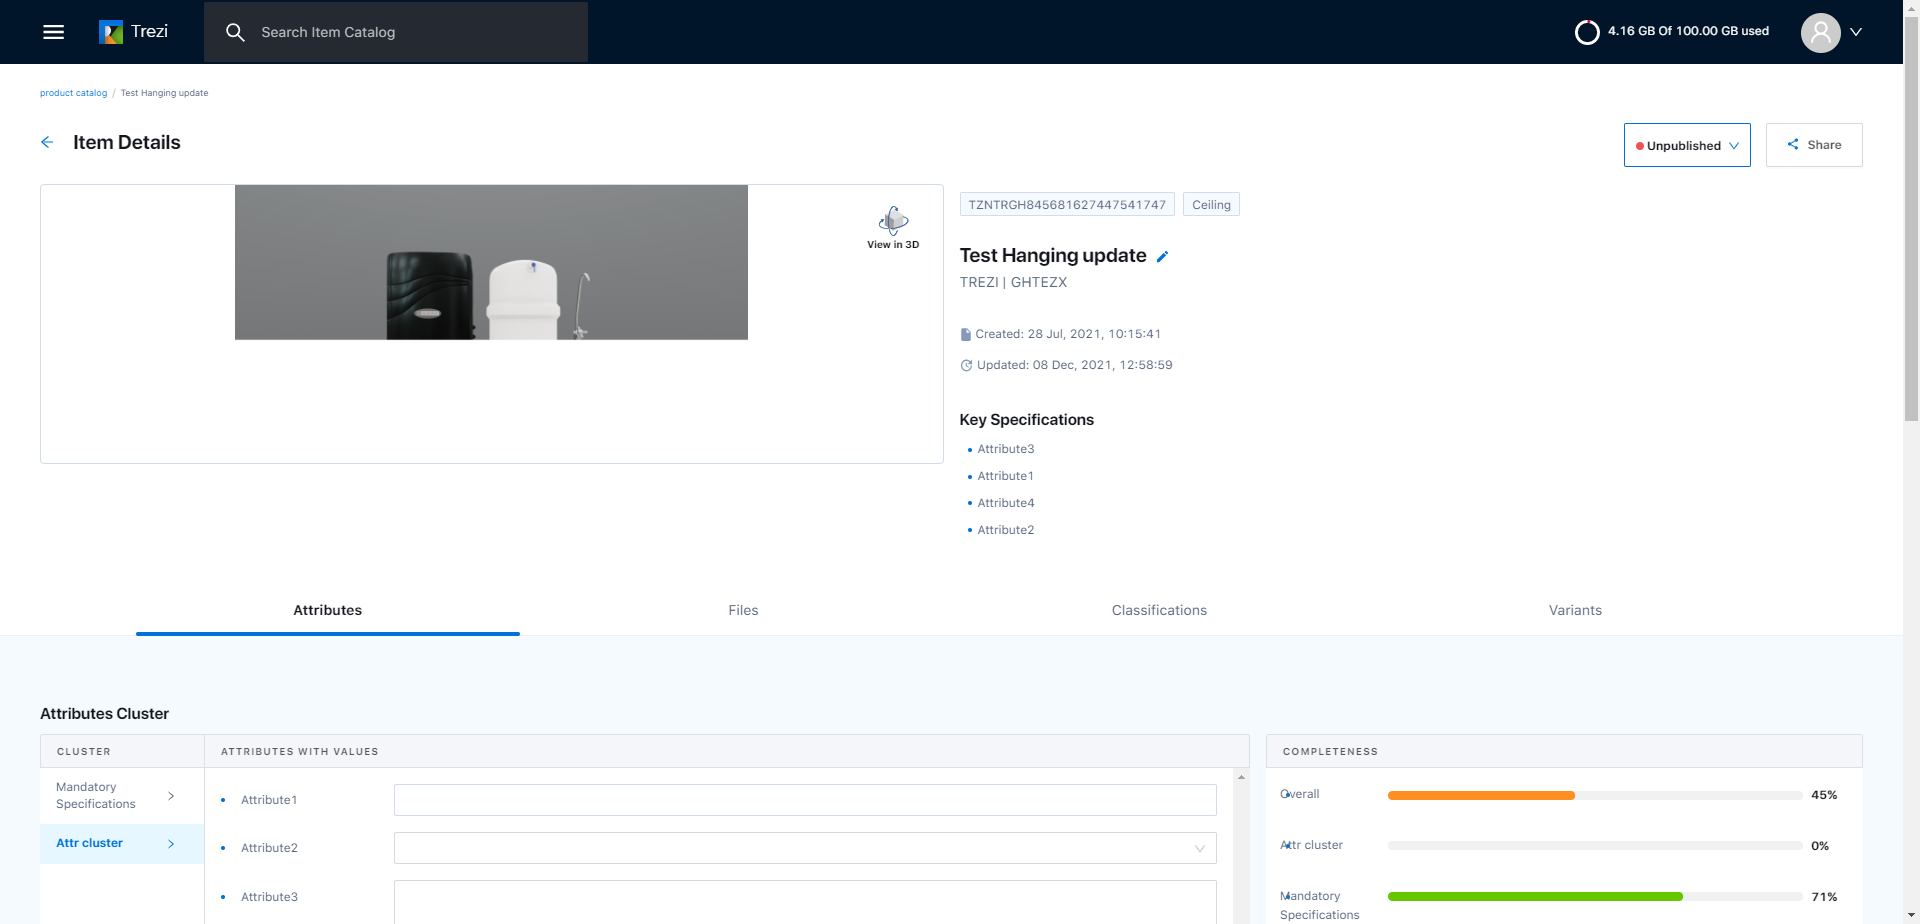 Trezi
Search Item Catalog
4.16 GB Of 100.00 GB used
product catalog / Test Hanging update
Item Details
Unpublished
Share
View in 3D
TZNTRGH845681627447541747
Ceiling
Test Hanging update
TREZI | GHTEZX
Created: 28 Jul, 2021, 10:15:41
Updated: 08 Dec, 2021, 12:58:59
Key Specifications
Attribute3
Attribute1
Attribute4
Attribute2
Attributes
Files
Classifications
Variants
Attributes Cluster
CLUSTER
ATTRIBUTES WITH VALUES
COMPLETENESS
Mandatory
Specifications
Attr cluster
Attribute1
Attribute2
Attribute3
Overall
45%
Attr cluster
0%
Mandatory
Specifications
71%